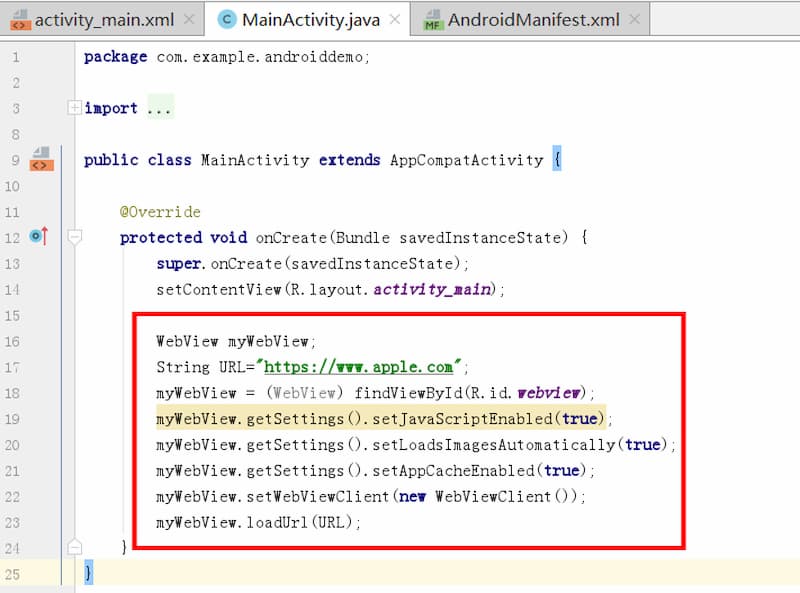 activity_main.xml × MainActivity.java × AndroidManifest.xml ×
1 package com.example.androiddemo;
2
3 import ...
8
9 public class MainActivity extends AppCompatActivity {
10
11 @Override
12 protected void onCreate(Bundle savedInstanceState) {
13 super.onCreate(savedInstanceState);
14 setContentView(R.layout.activity_main);
15
16 WebView myWebView;
17 String URL="https://www.apple.com";
18 myWebView = (WebView) findViewById(R.id.webview);
19 myWebView.getSettings().setJavaScriptEnabled(true);
20 myWebView.getSettings().setLoadsImagesAutomatically(true);
21 myWebView.getSettings().setAppCacheEnabled(true);
22 myWebView.setWebViewClient(new WebViewClient());
23 myWebView.loadUrl(URL);
24 }
25 }